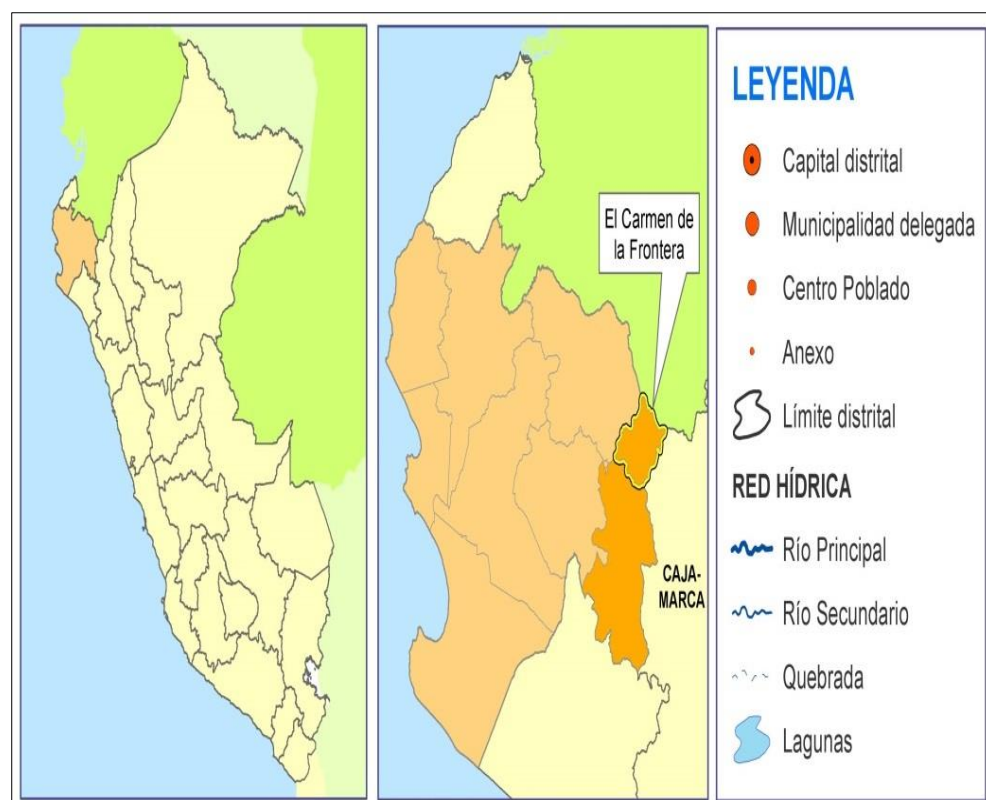 El Carmen de
la Frontera
CAJA-
MARCA
LEYENDA
Capital distrital
Municipalidad delegada
Centro Poblado
Anexo
Límite distrital
RED HÍDRICA
Río Principal
Río Secundario
Quebrada
Lagunas